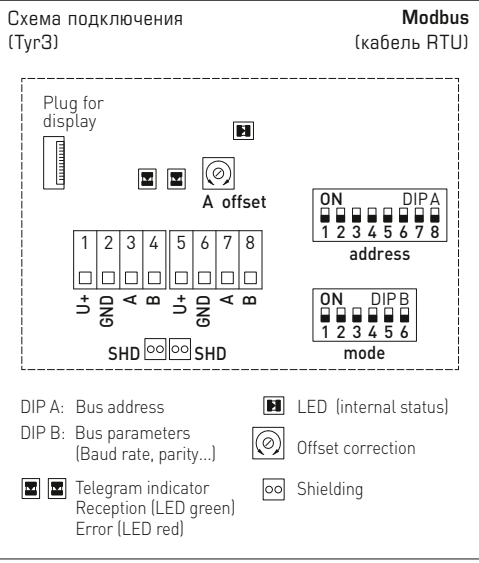 Схема подключения
(Tyr3)
Modbus
(кабель RTU)
Plug for
display
A offset
ON DIP A
1 2 3 4 5 6 7 8
address
1 2 3 4 5 6 7 8
U+ GND A B U+ GND A B
ON DIP B
1 2 3 4 5 6
mode
SHD SHD
DIP A: Bus address
DIP B: Bus parameters
(Baud rate, parity...)
Telegram indicator
Reception (LED green)
Error (LED red)
LED (internal status)
Offset correction
Shielding